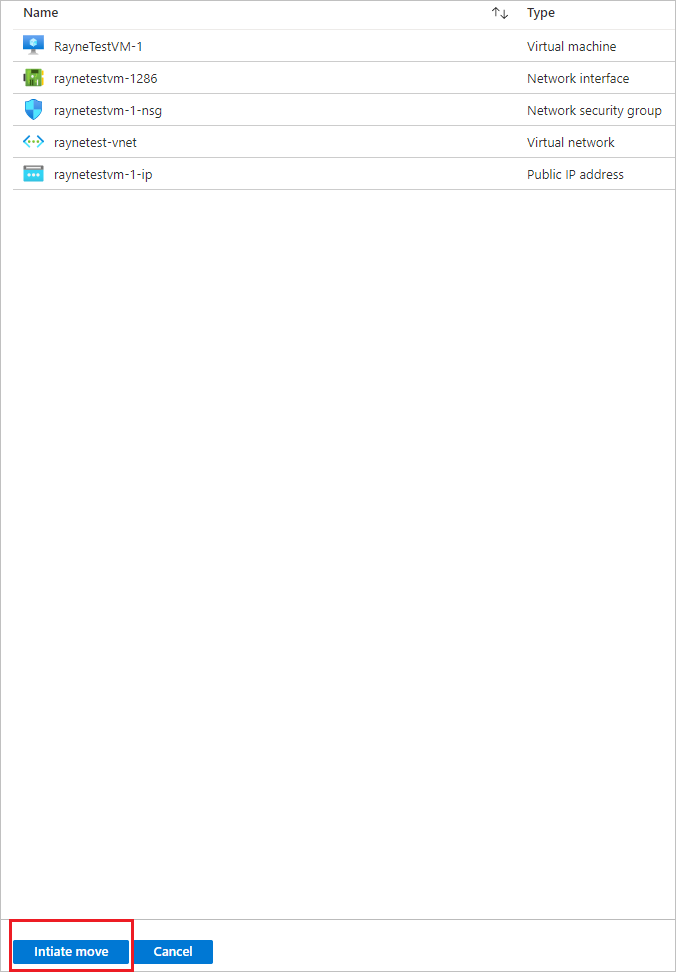 Name Type
RayneTestVM-1 Virtual machine
raynetestvm-1286 Network interface
raynetestvm-1-nsg Network security group
raynetest-vnet Virtual network
raynetestvm-1-ip Public IP address
Intiate move Cancel